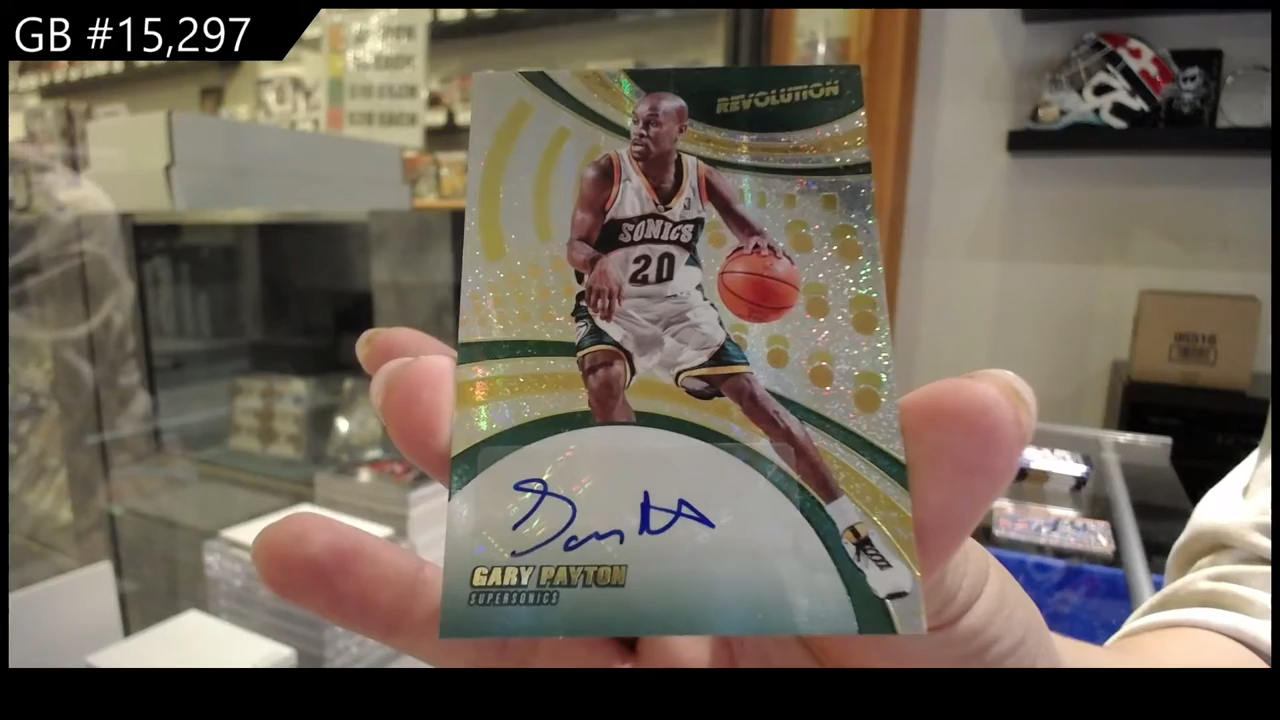 GB #15,297
REVOLUTION
SONICS
20
GARY PAYTON
SUPERSONICS